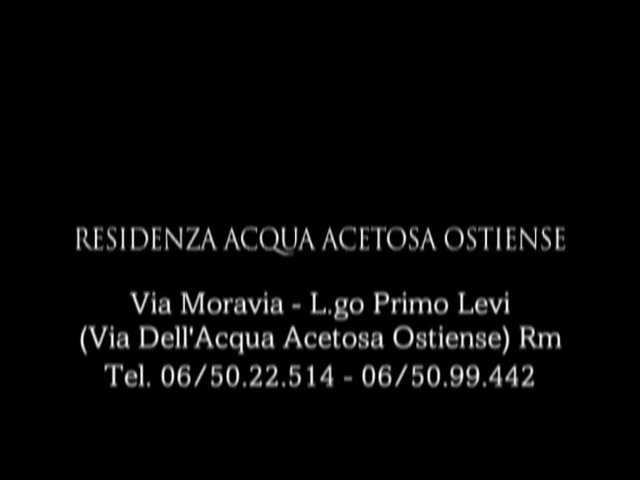 RESIDENZA ACQUA ACETOSA OSTIENSE
Via Moravia - L.go Primo Levi
(Via Dell'Acqua Acetosa Ostiense) Rm
Tel. 06/50.22.514 - 06/50.99.442